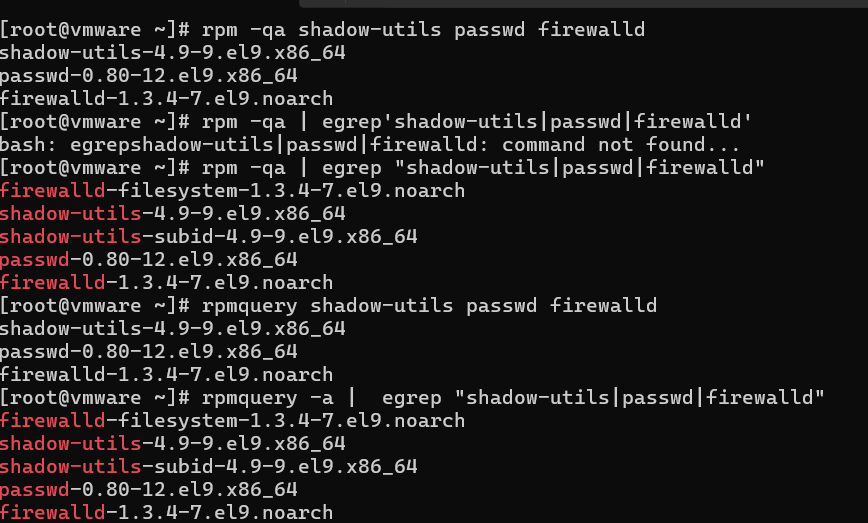 [root@vmware ~]# rpm -qa shadow-utils passwd firewalld
shadow-utils-4.9-9.el9.x86_64
passwd-0.80-12.el9.x86_64
firewalld-1.3.4-7.el9.noarch
[root@vmware ~]# rpm -qa | egrep'shadow-utils|passwd|firewalld'
bash: egrepshadow-utils|passwd|firewalld: command not found...
[root@vmware ~]# rpm -qa | egrep "shadow-utils|passwd|firewalld"
firewalld-filesystem-1.3.4-7.el9.noarch
shadow-utils-4.9-9.el9.x86_64
shadow-utils-subid-4.9-9.el9.x86_64
passwd-0.80-12.el9.x86_64
firewalld-1.3.4-7.el9.noarch
[root@vmware ~]# rpmquery shadow-utils passwd firewalld
shadow-utils-4.9-9.el9.x86_64
passwd-0.80-12.el9.x86_64
firewalld-1.3.4-7.el9.noarch
[root@vmware ~]# rpmquery -a |  egrep "shadow-utils|passwd|firewalld"
firewalld-filesystem-1.3.4-7.el9.noarch
shadow-utils-4.9-9.el9.x86_64
shadow-utils-subid-4.9-9.el9.x86_64
passwd-0.80-12.el9.x86_64
firewalld-1.3.4-7.el9.noarch